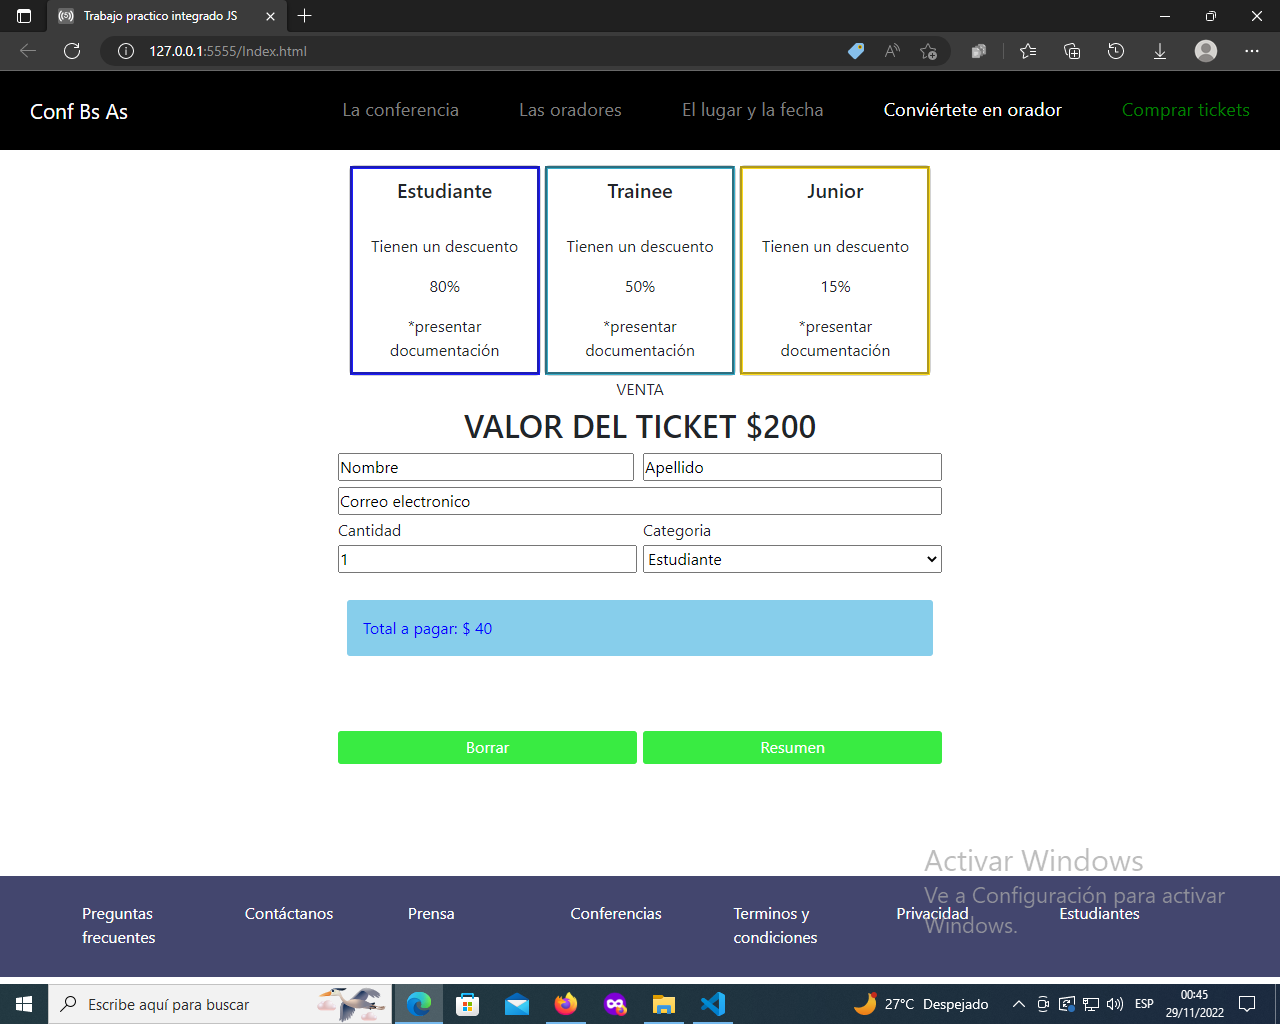 Trabajo practico integrado JS
127.0.0.1:5555/Index.html
Conf Bs As
La conferencia
Las oradores
El lugar y la fecha
Conviértete en orador
Comprar tickets
Estudiante
Tienen un descuento
80%
*presentar
documentación
Trainee
Tienen un descuento
50%
*presentar
documentación
Junior
Tienen un descuento
15%
*presentar
documentación
VENTA
VALOR DEL TICKET $200
Nombre
Apellido
Correo electronico
Cantidad
Categoria
1
Estudiante
Total a pagar: $ 40
Borrar
Resumen
Activar Windows
Ve a Configuración para activar
Windows.
Preguntas
frecuentes
Contáctanos
Prensa
Conferencias
Terminos y
condiciones
Privacidad
Estudiantes
Escribe aquí para buscar
27°C Despejado
ESP
00:45
29/11/2022